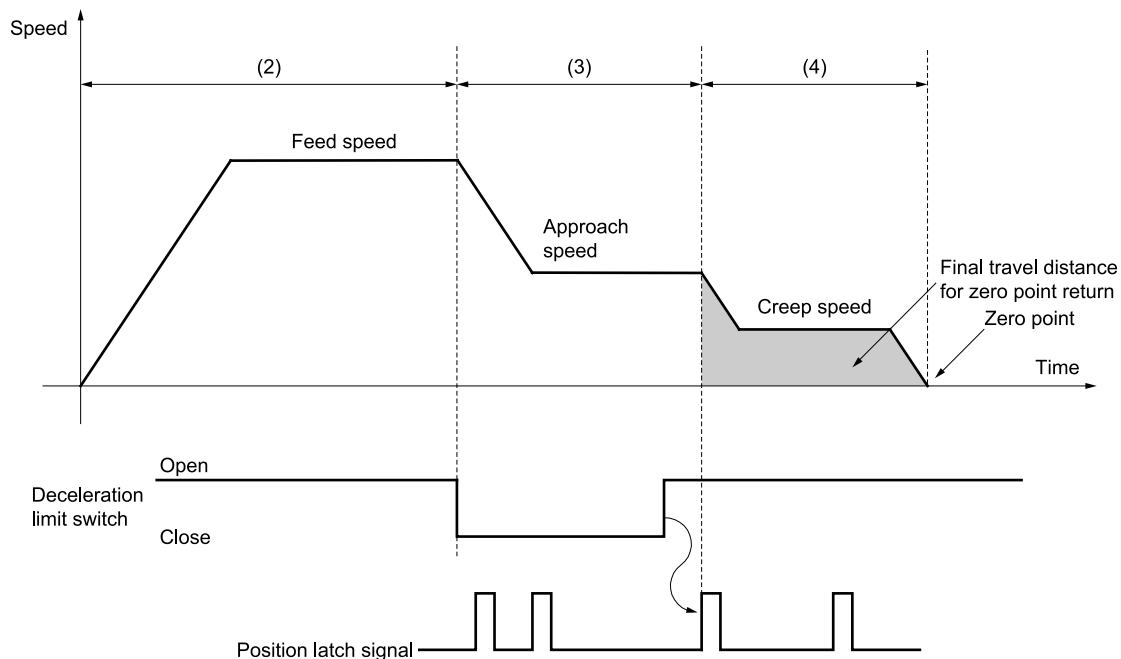 Speed
(2)
(3)
(4)
Feed speed
Approach
speed
Final travel distance
for zero point return
Creep speed
Zero point
Time
Open
Deceleration
limit switch
Close
Position latch signal